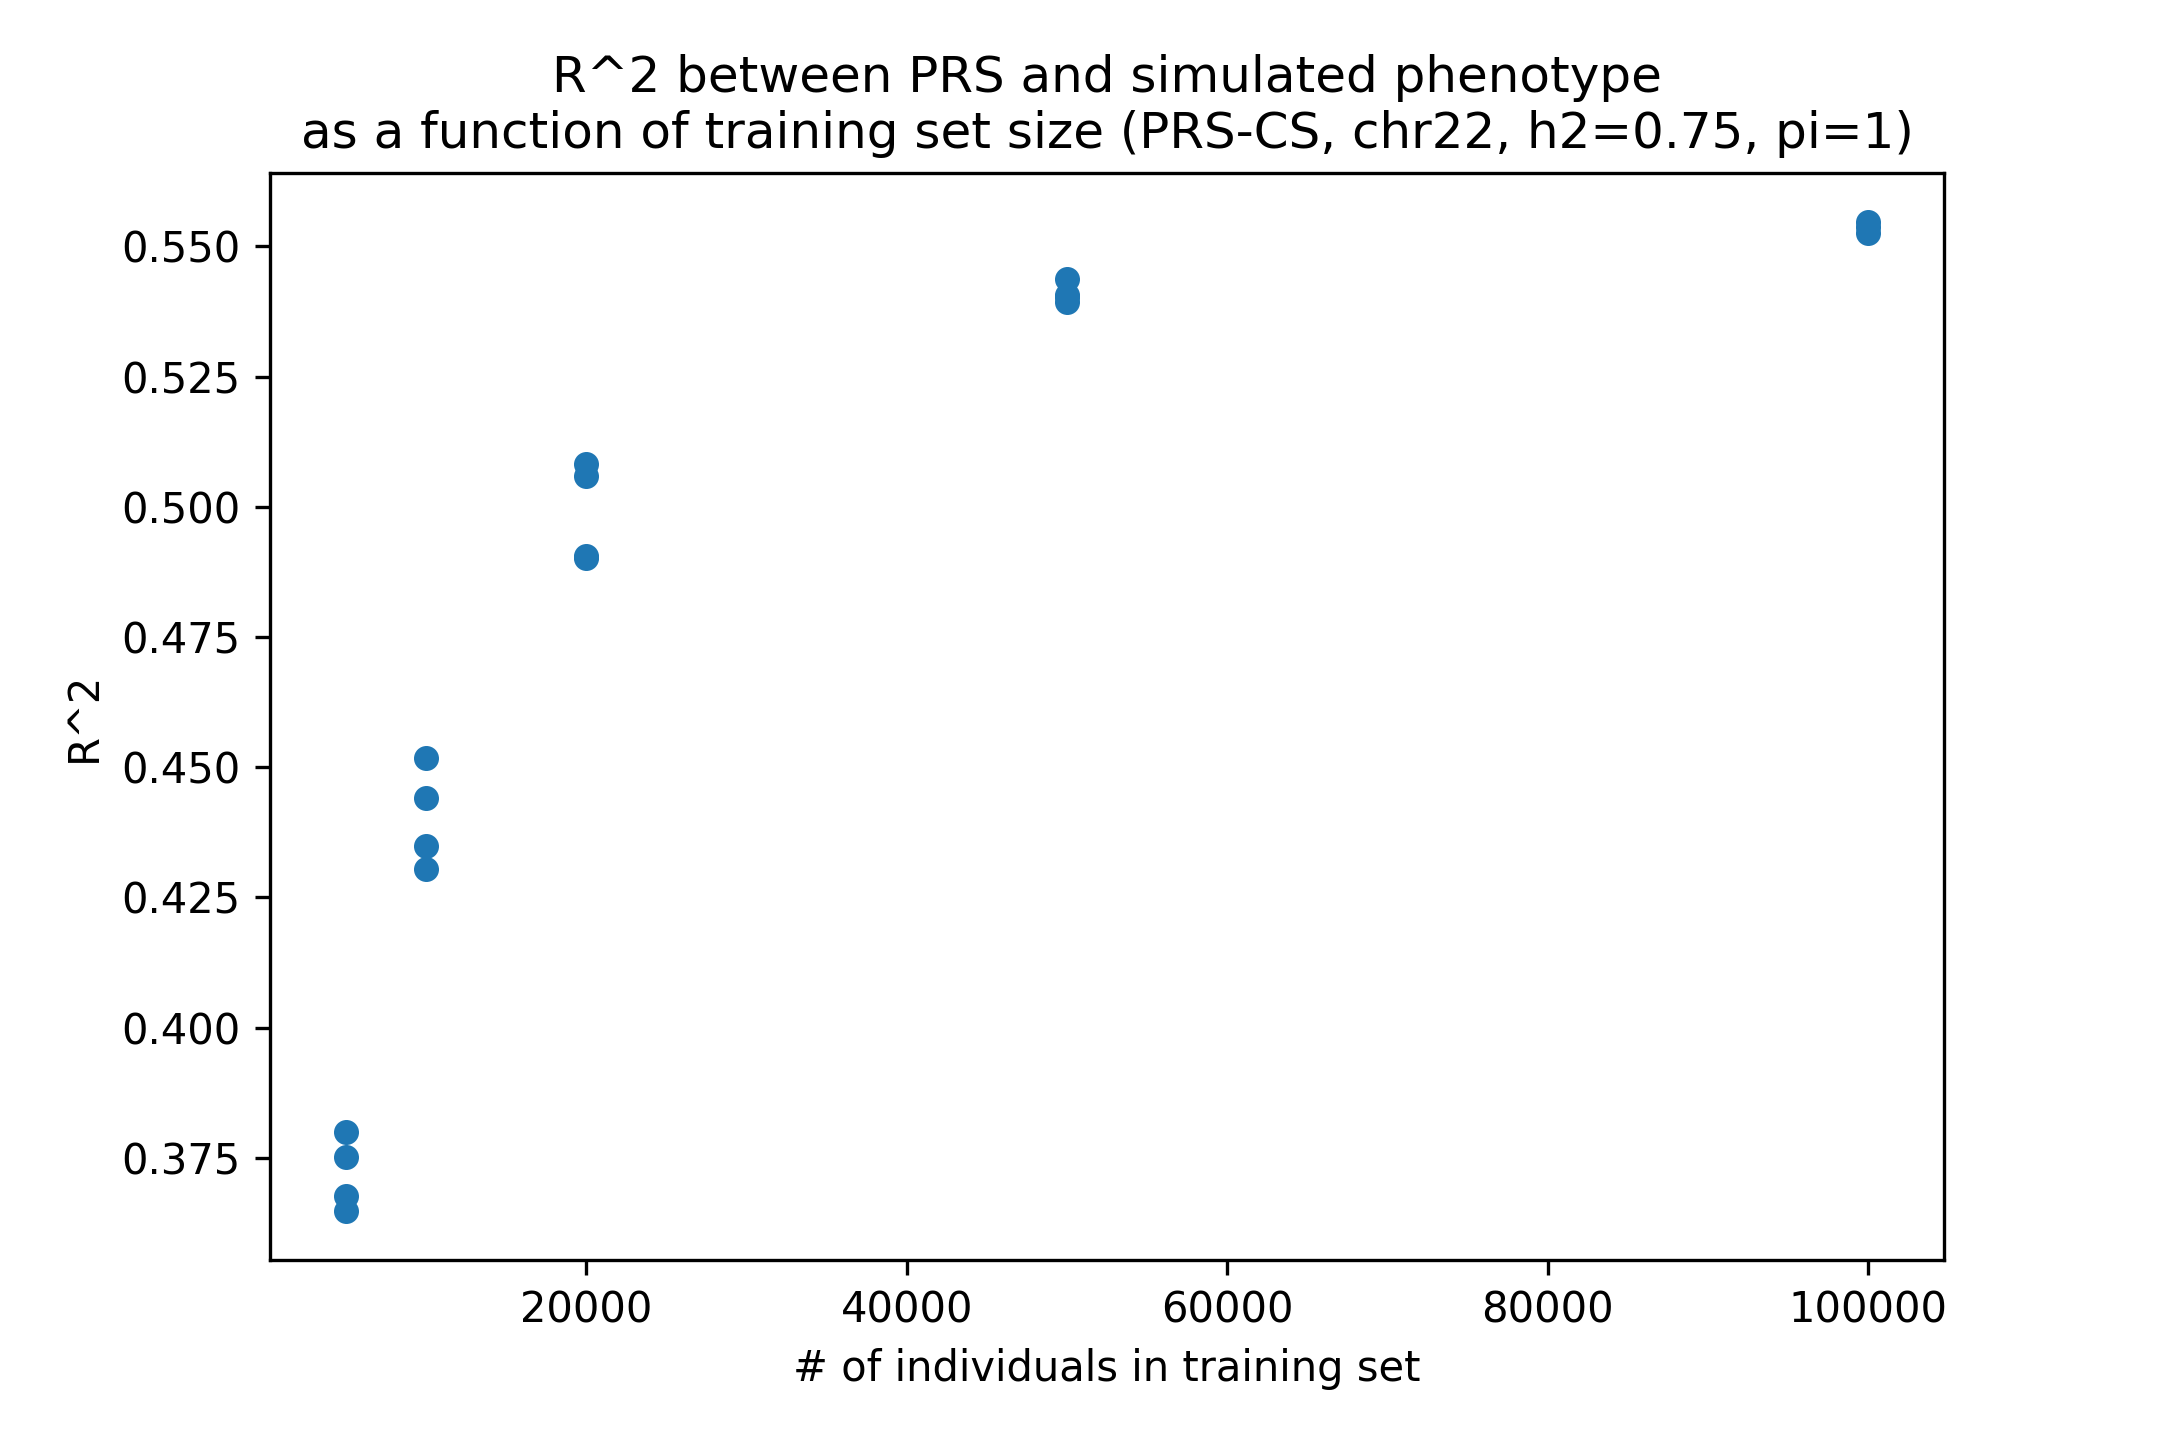 R^2 between PRS and simulated phenotype
as a function of training set size (PRS-CS, chr22, h2=0.75, pi=1)
0.550
0.525
0.500
0.475
0.450
0.425
0.400
0.375
R^2
20000 40000 60000 80000 100000
# of individuals in training set